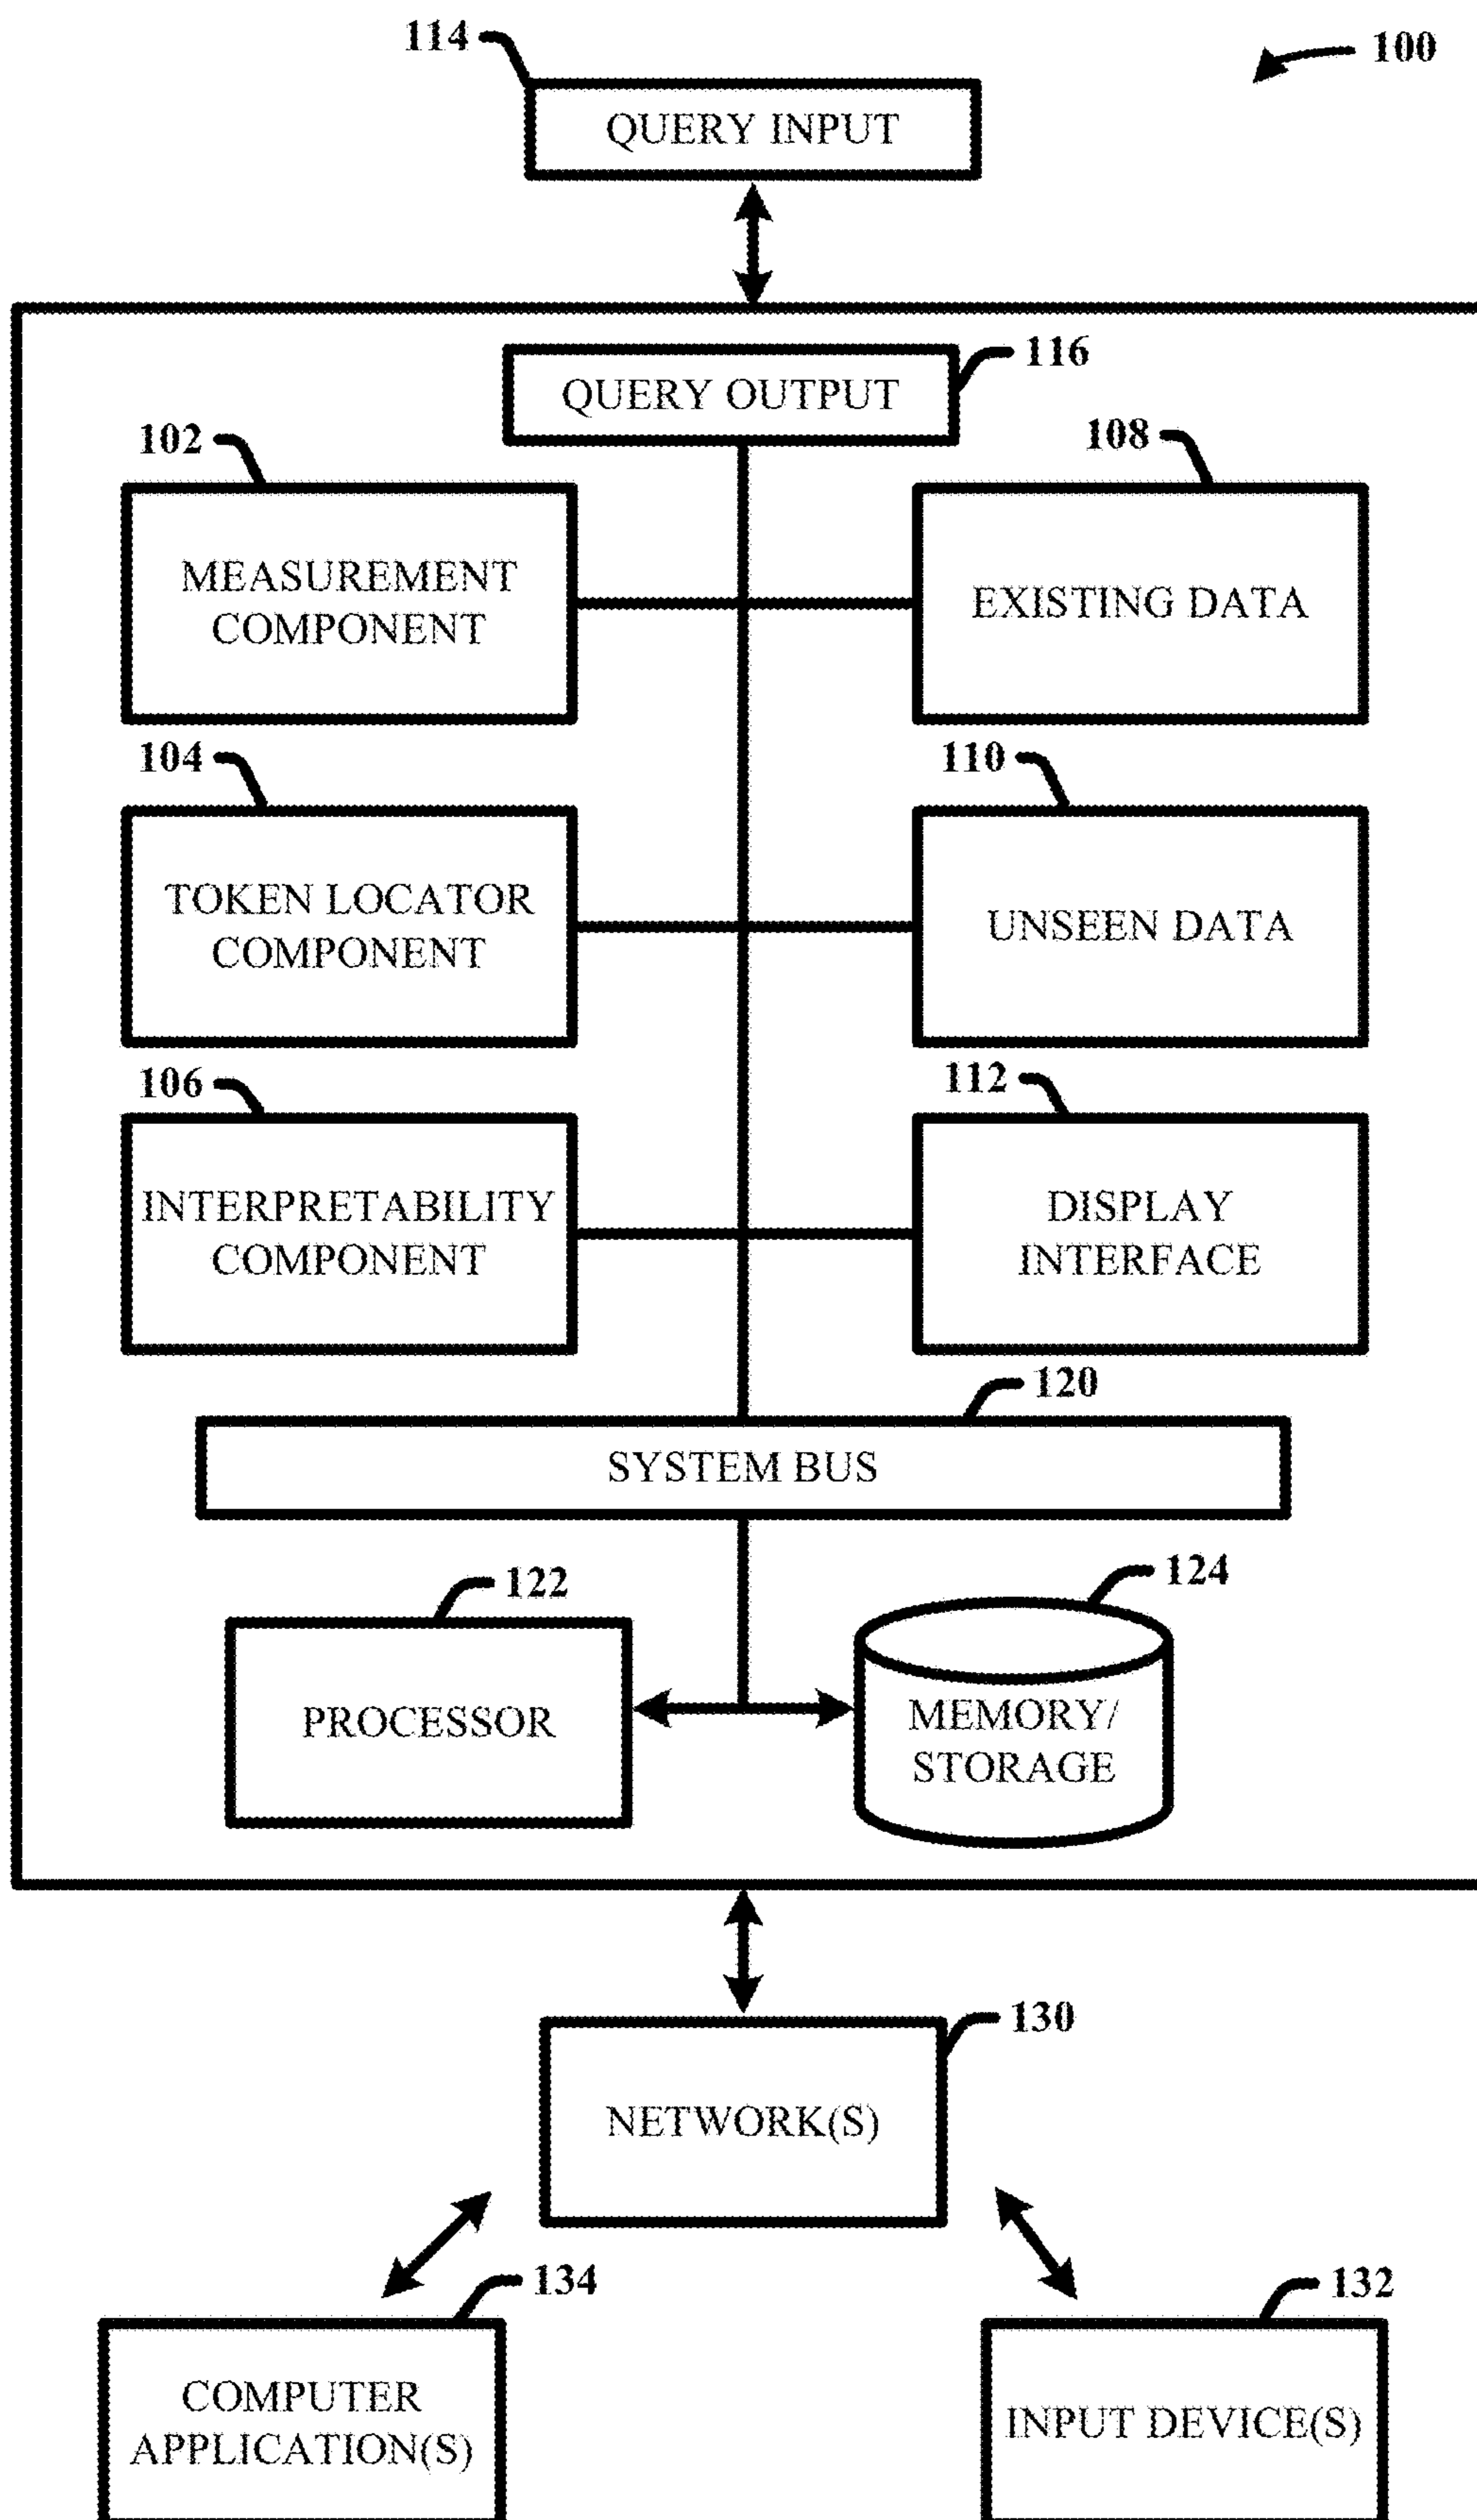 114
100
QUERY INPUT
116
QUERY OUTPUT
102
108
MEASUREMENT
COMPONENT
EXISTING DATA
104
110
TOKEN LOCATOR
COMPONENT
UNSEEN DATA
106
112
INTERPRETABILITY
COMPONENT
DISPLAY
INTERFACE
120
SYSTEM BUS
122
124
PROCESSOR
MEMORY/
STORAGE
130
NETWORK(S)
134
132
COMPUTER
APPLICATION(S)
INPUT DEVICE(S)